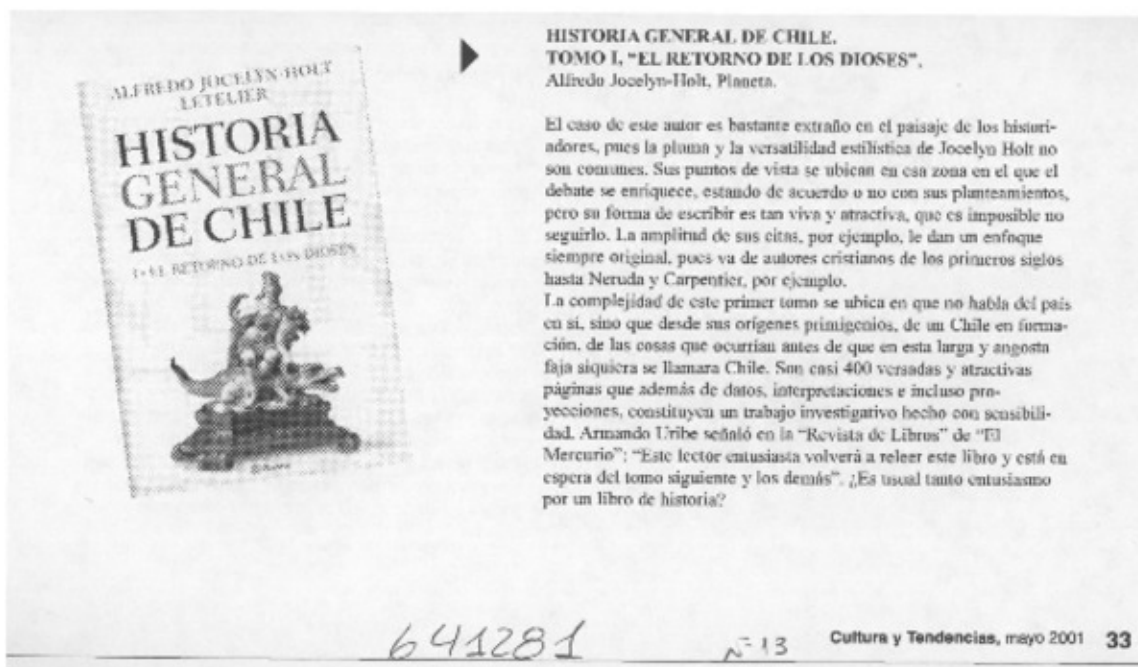 ALFREDO JOCELYN-HOLT
LETELIER
HISTORIA
GENERAL
DE CHILE
I • EL RETORNO DE LOS DIOSES
HISTORIA GENERAL DE CHILE.
TOMO I, “EL RETORNO DE LOS DIOSES”.
Alfredo Jocelyn-Holt, Planeta.
El caso de este autor es bastante extraño en el paisaje de los histori-
adores, pues la pluma y la versatilidad estilística de Jocelyn Holt no
son comunes. Sus puntos de vista se ubican en esa zona en el que el
debate se enriquece, estando de acuerdo o no con sus planteamientos,
pero su forma de escribir es tan viva y atractiva, que es imposible no
seguirlo. La amplitud de sus citas, por ejemplo, le dan un enfoque
siempre original, pues va de autores cristianos de los primeros siglos
hasta Neruda y Carpentier, por ejemplo.
La complejidad de este primer tomo se ubica en que no habla del país
en sí, sino que desde sus orígenes primigenios, de un Chile en forma-
ción, de las cosas que ocurrían antes de que en esta larga y angosta
faja siquiera se llamara Chile. Son casi 400 versadas y atractivas
páginas que además de datos, interpretaciones e incluso pro-
yecciones, constituyen un trabajo investigativo hecho con sensibili-
dad. Armando Uribe señaló en la “Revista de Libros” de “El
Mercurio”: “Este lector entusiasta volverá a releer este libro y está en
espera del tomo siguiente y los demás”. ¿Es usual tanto entusiasmo
por un libro de historia?
641281
N° 13
Cultura y Tendencias, mayo 2001 33